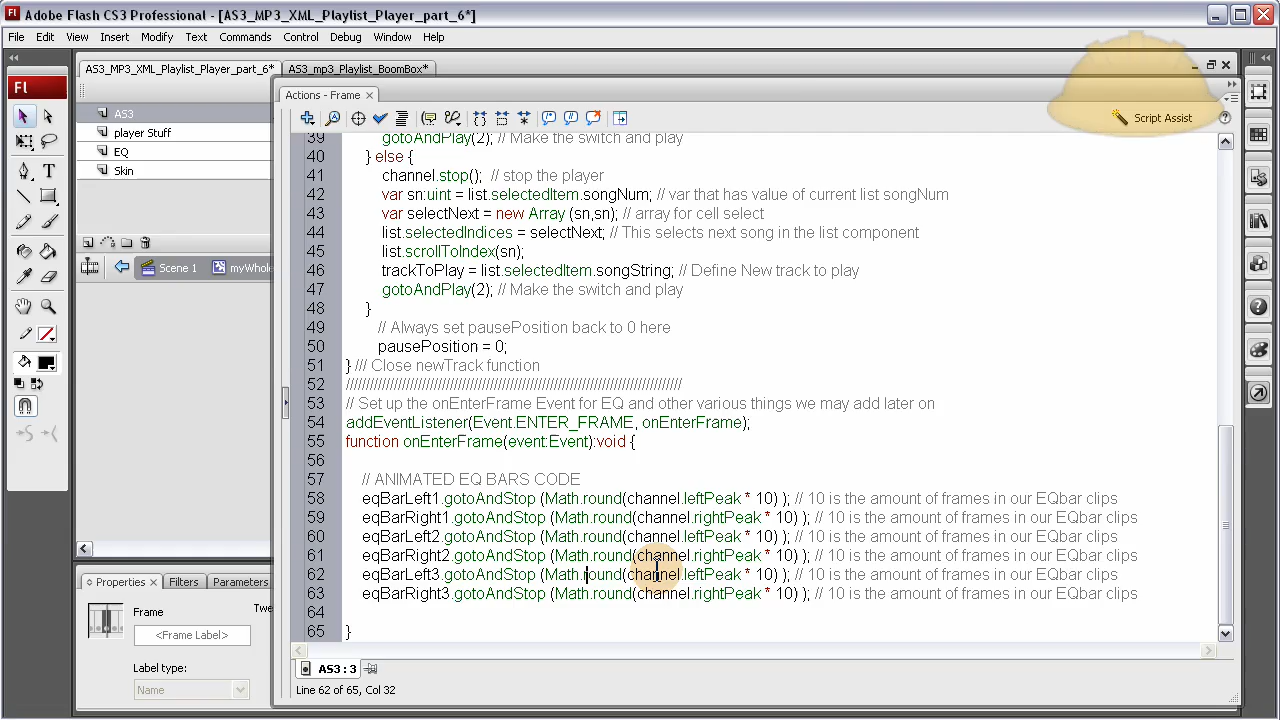 Fl Adobe Flash CS3 Professional - [AS3_MP3_XML_Playlist_Player_part_6*]
File Edit View Insert Modify Text Commands Control Debug Window Help
AS3_MP3_XML_Playlist_Player_part_6* AS3_mp3_Playlist_BoomBox*
Fl
Actions - Frame
AS3
player Stuff
EQ
Skin
Script Assist
Scene 1 myWhol
39 gotoAndPlay(2); // Make the switch and play
40 } else {
41 channel.stop(); // stop the player
42 var sn:uint = list.selectedItem.songNum; // var that has value of current list songNum
43 var selectNext = new Array (sn,sn); // array for cell select
44 list.selectedIndices = selectNext; // This selects next song in the list component
45 list.scrollToIndex(sn);
46 trackToPlay = list.selectedItem.songString; // Define New track to play
47 gotoAndPlay(2); // Make the switch and play
48 }
49 // Always set pausePosition back to 0 here
50 pausePosition = 0;
51 } /// Close newTrack function
52 ////////////////////////////////////////////////////////////////////////////////////
53 // Set up the onEnterFrame Event for EQ and other various things we may add later on
54 addEventListener(Event.ENTER_FRAME, onEnterFrame);
55 function onEnterFrame(event:Event):void {
56
57 // ANIMATED EQ BARS CODE
58 eqBarLeft1.gotoAndStop (Math.round(channel.leftPeak * 10) ); // 10 is the amount of frames in our EQbar clips
59 eqBarRight1.gotoAndStop (Math.round(channel.rightPeak * 10) ); // 10 is the amount of frames in our EQbar clips
60 eqBarLeft2.gotoAndStop (Math.round(channel.leftPeak * 10) ); // 10 is the amount of frames in our EQbar clips
61 eqBarRight2.gotoAndStop (Math.round(channel.rightPeak * 10) ); // 10 is the amount of frames in our EQbar clips
62 eqBarLeft3.gotoAndStop (Math.round(channel.leftPeak * 10) ); // 10 is the amount of frames in our EQbar clips
63 eqBarRight3.gotoAndStop (Math.round(channel.rightPeak * 10) ); // 10 is the amount of frames in our EQbar clips
64
65 }
Properties Filters Parameters
Frame Twe
<Frame Label>
Label type:
Name
AS3:3
Line 62 of 65, Col 32